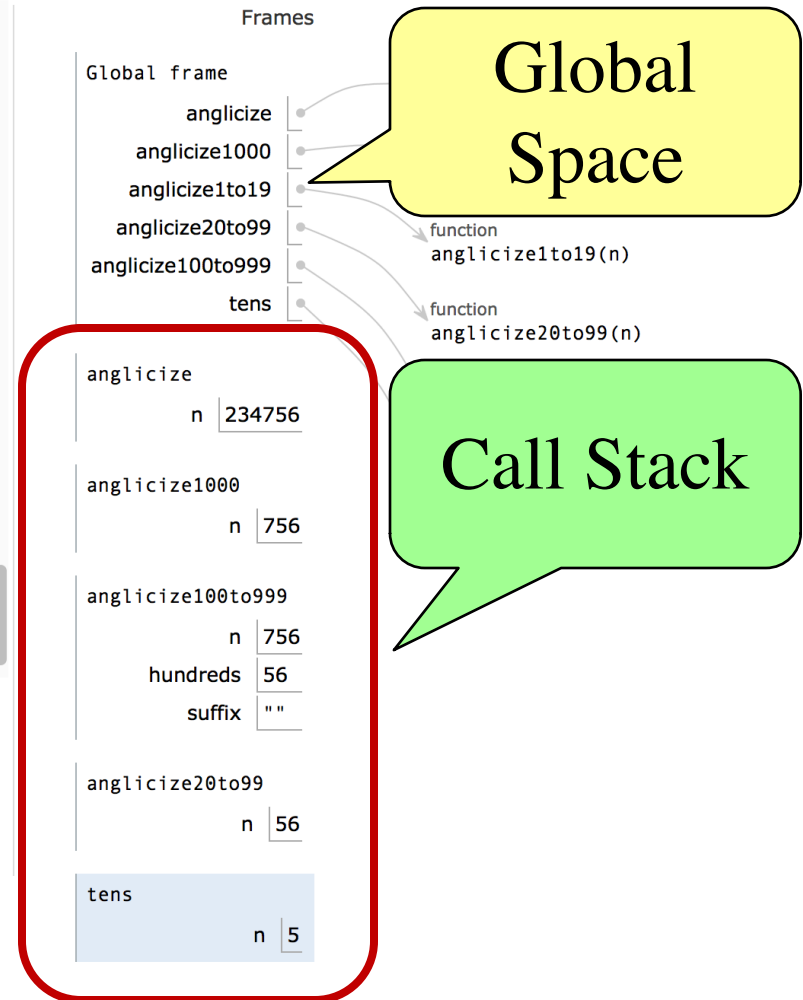 Frames
Global frame
anglicize
anglicize1000
anglicize1to19
anglicize20to99
anglicize100to999
tens
Global
Space
function
anglicize1to19(n)
function
anglicize20to99(n)
anglicize
n 234756
anglicize1000
n 756
anglicize100to999
n 756
hundreds 56
suffix ""
anglicize20to99
n 56
tens
n 5
Call Stack